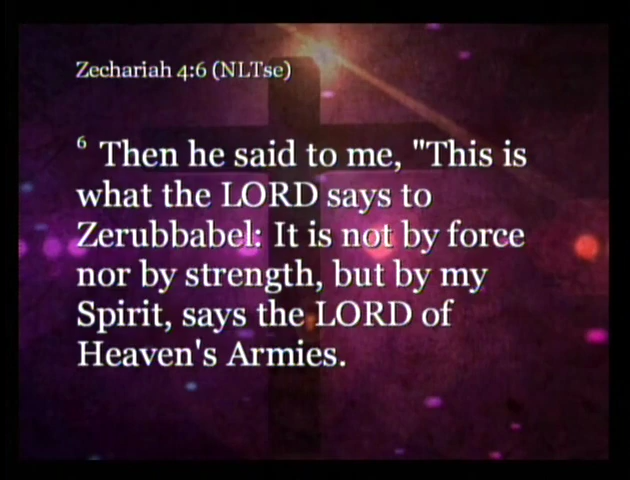 Zechariah 4:6 (NLTse)
6 Then he said to me, "This is
what the LORD says to
Zerubbabel: It is not by force
nor by strength, but by my
Spirit, says the LORD of
Heaven's Armies.